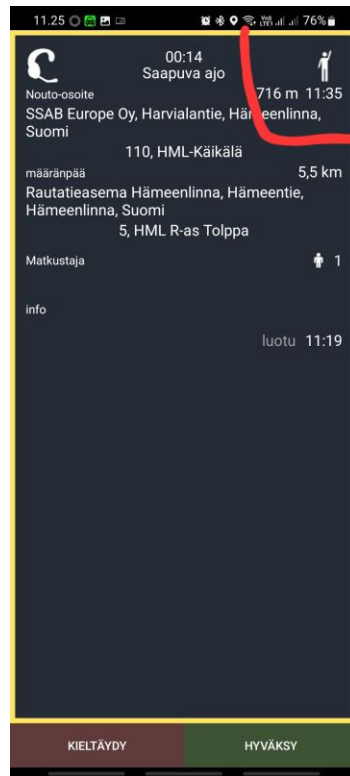 11.25 76%
00:14
Saapuva ajo
Nouto-osoite 716 m 11:35
SSAB Europe Oy, Harvialantie, Hämeenlinna,
Suomi
110, HML-Käikälä
määränpää 5,5 km
Rautatieasema Hämeenlinna, Hämeentie,
Hämeenlinna, Suomi
5, HML R-as Tolppa
Matkustaja 1
info
luotu 11:19
KIELTÄYDY HYVÄKSY